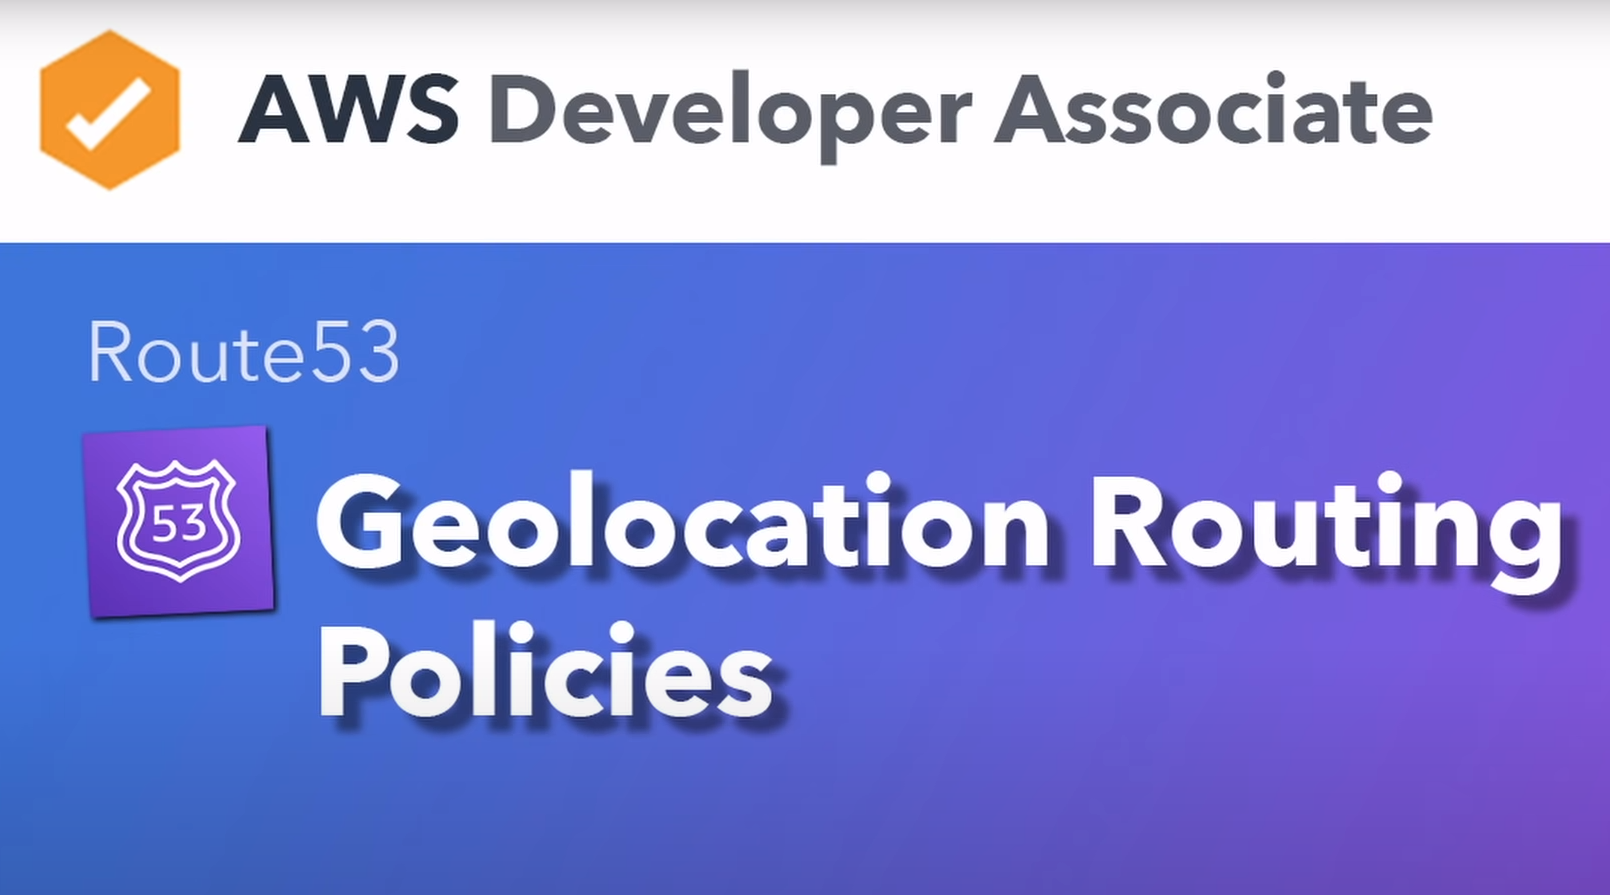 AWS Developer Associate
Route53
53
Geolocation Routing
Policies